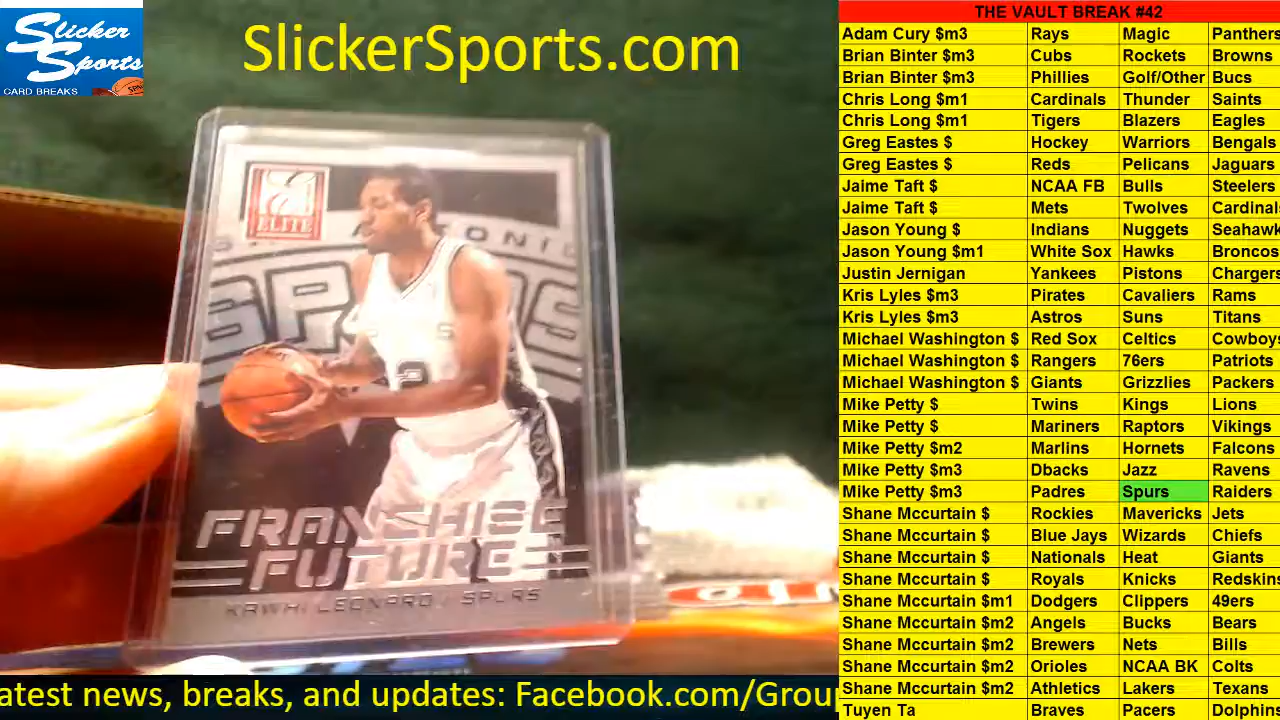 Slicker
Sports
CARD BREAKS
SlickerSports.com
ELITE
SPURS
2
FRANCHISE
FUTURE
KAWHI LEONARD / SPURS
atest news, breaks, and updates: Facebook.com/Grou
THE VAULT BREAK #42
Adam Cury $m3 Rays Magic Panthers
Brian Binter $m3 Cubs Rockets Browns
Brian Binter $m3 Phillies Golf/Other Bucs
Chris Long $m1 Cardinals Thunder Saints
Chris Long $m1 Tigers Blazers Eagles
Greg Eastes $ Hockey Warriors Bengals
Greg Eastes $ Reds Pelicans Jaguars
Jaime Taft $ NCAA FB Bulls Steelers
Jaime Taft $ Mets Twolves Cardinal
Jason Young $ Indians Nuggets Seahawk
Jason Young $m1 White Sox Hawks Broncos
Justin Jernigan Yankees Pistons Chargers
Kris Lyles $m3 Pirates Cavaliers Rams
Kris Lyles $m3 Astros Suns Titans
Michael Washington $ Red Sox Celtics Cowboys
Michael Washington $ Rangers 76ers Patriots
Michael Washington $ Giants Grizzlies Packers
Mike Petty $ Twins Kings Lions
Mike Petty $ Mariners Raptors Vikings
Mike Petty $m2 Marlins Hornets Falcons
Mike Petty $m3 Dbacks Jazz Ravens
Mike Petty $m3 Padres Spurs Raiders
Shane Mccurtain $ Rockies Mavericks Jets
Shane Mccurtain $ Blue Jays Wizards Chiefs
Shane Mccurtain $ Nationals Heat Giants
Shane Mccurtain $ Royals Knicks Redskins
Shane Mccurtain $m1 Dodgers Clippers 49ers
Shane Mccurtain $m2 Angels Bucks Bears
Shane Mccurtain $m2 Brewers Nets Bills
Shane Mccurtain $m2 Orioles NCAA BK Colts
Shane Mccurtain $m2 Athletics Lakers Texans
Tuyen Ta Braves Pacers Dolphins